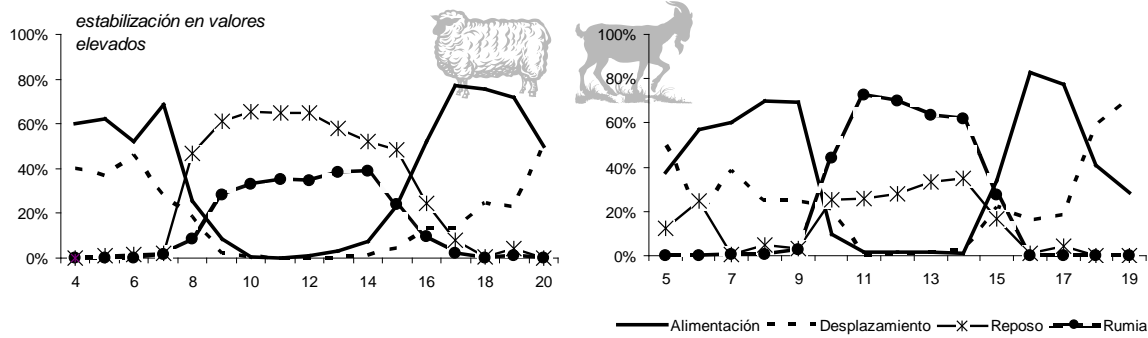 estabilización en valores
elevados
100%
80%
60%
40%
20%
0%
4 6 8 10 12 14 16 18 20
100%
80%
60%
40%
20%
0%
5 7 9 11 13 15 17 19
Alimentación Desplazamiento Reposo Rumia